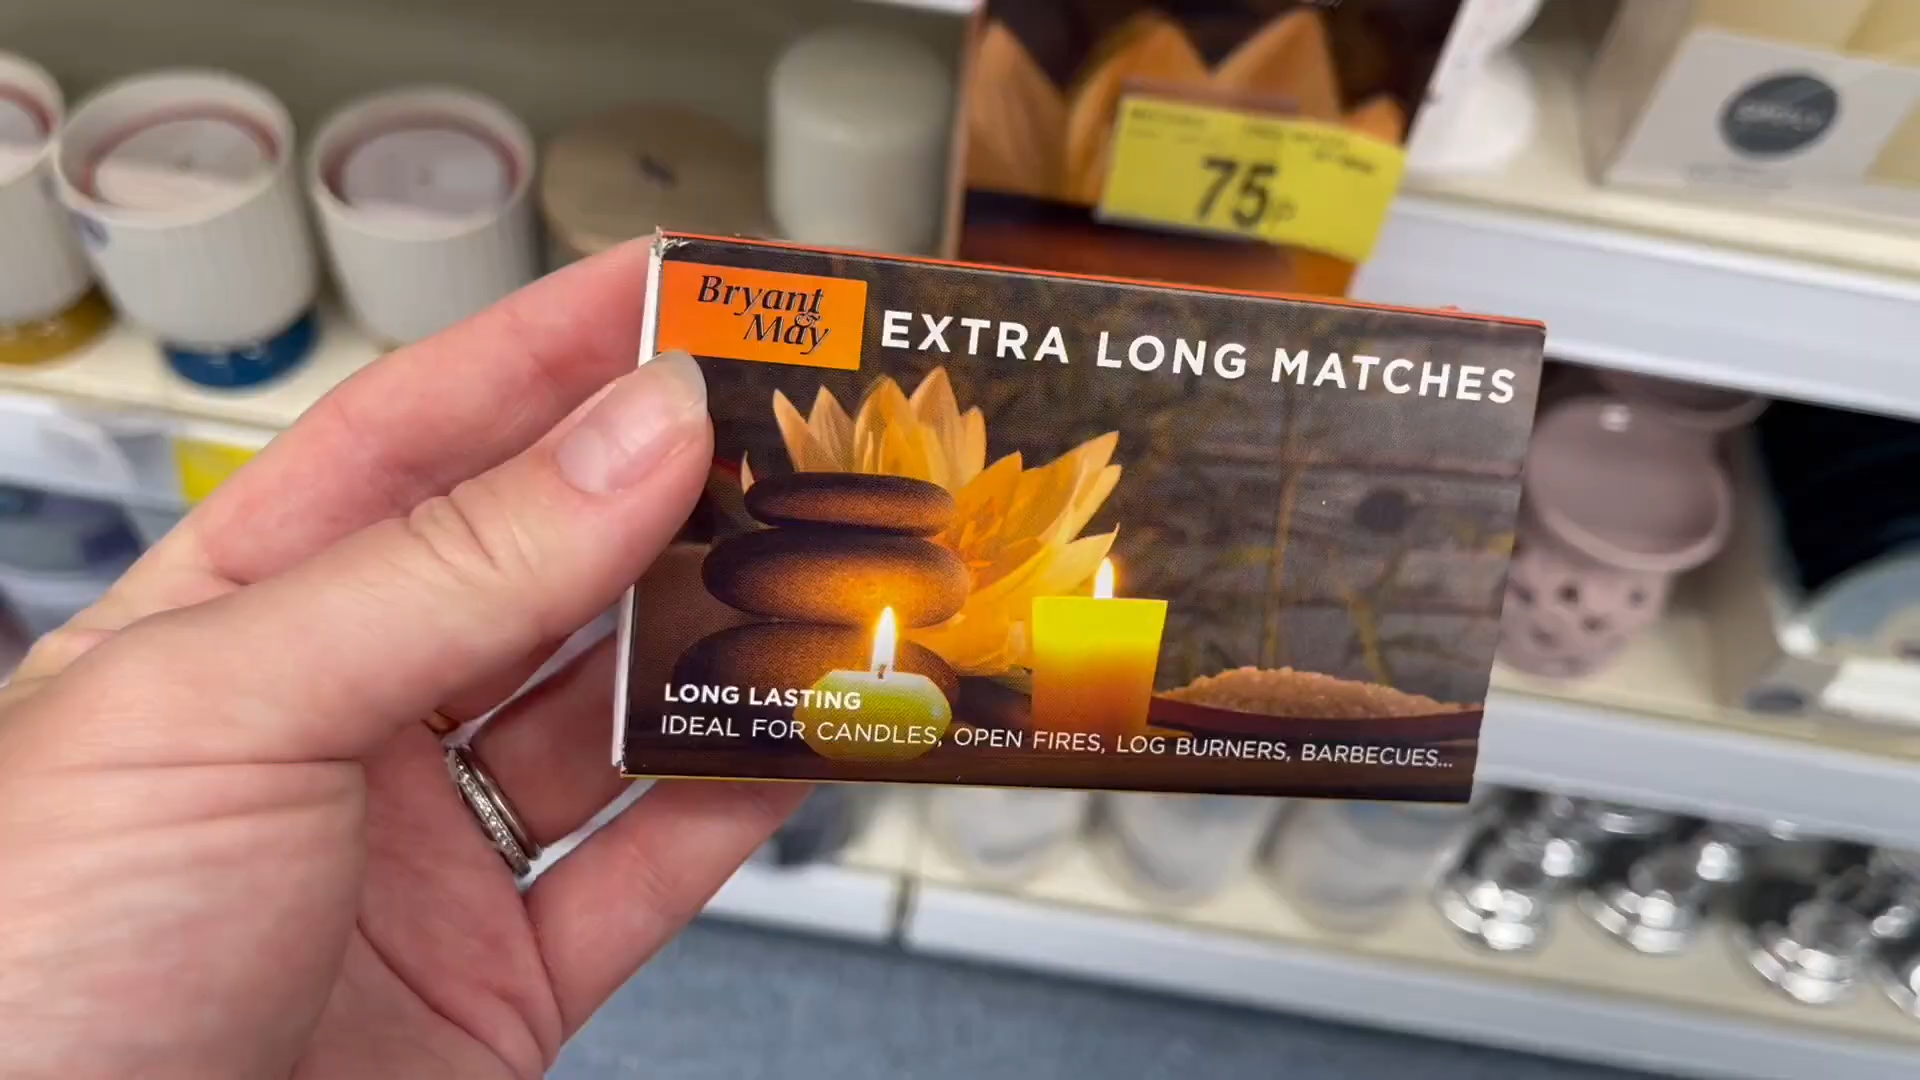 75p
Bryant
& May
EXTRA LONG MATCHES
LONG LASTING
IDEAL FOR CANDLES, OPEN FIRES, LOG BURNERS, BARBECUES...